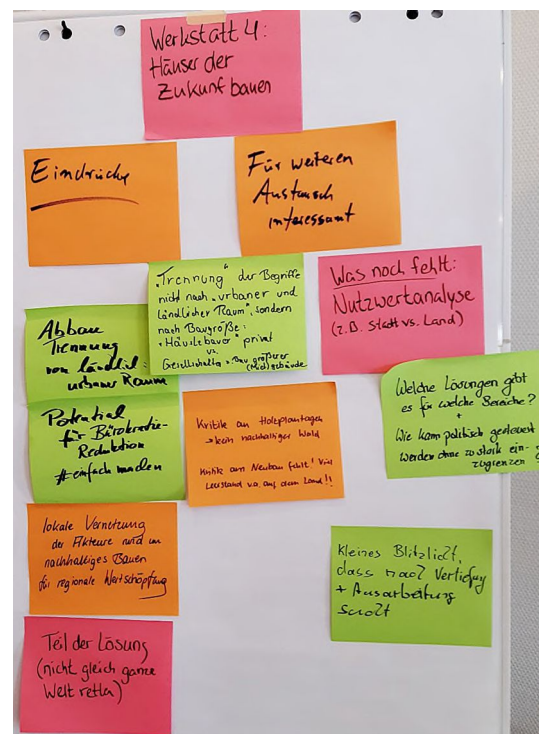 Werkstatt 4:
Häuser der
Zukunft bauen
Eindrücke
Für weiteren
Austausch
interessant
"Trennung" der Begriffe
nicht nach "urbaner und
ländlicher Raum", sondern
nach Baugröße:
"Häuslebauer" privat
vs.
Gesellschaften > Bau größerer
gebäude
Was noch fehlt:
Nutzwertanalyse
(z.B. Stadt vs. Land)
Abbau
Trennung
von ländlich:
urbaner Raum
Potential
für Bürokratie-
Reduktion
#einfach machen
Kritik an Holzplantagen
→ kein nachhaltiger Wald
Kritik am Neubau fehlt! Viel
Leerstand v.a. auf dem Land!!
Welche Lösungen gibt
es für welche Bereiche?
+
Wie kann politisch gesteuert
werden ohne zu stark ein-
zugrenzen
lokale Vernetzung
der Akteure rund um
nachhaltiges Bauen
für regionale Wertschöpfung
Kleines Blitzlicht,
dass nach Vertiefung
+ Ausarbeitung
Teil der Lösung
(nicht gleich ganze
Welt retten)